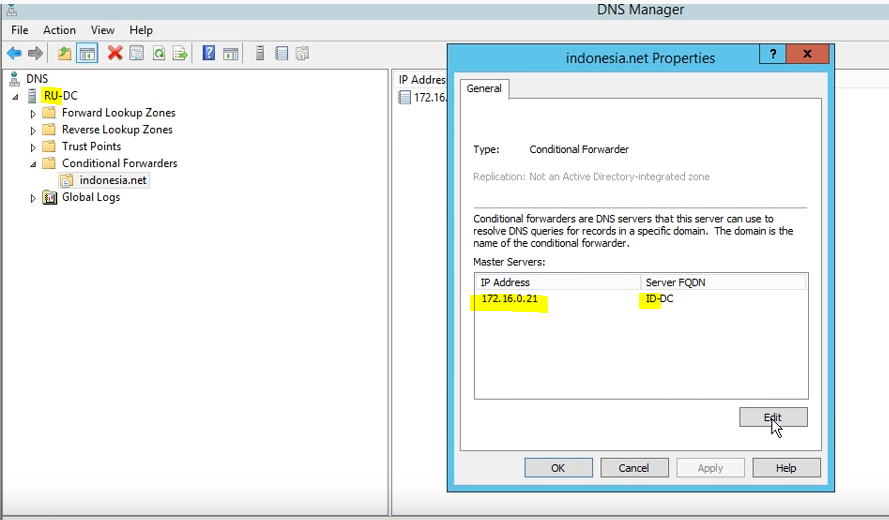 DNS Manager
File Action View Help
DNS
RU-DC
Forward Lookup Zones
Reverse Lookup Zones
Trust Points
Conditional Forwarders
indonesia.net
Global Logs
IP Addres
172.16.
indonesia.net Properties
? x
General
Type: Conditional Forwarder
Replication: Not an Active Directory-integrated zone
Conditional forwarders are DNS servers that this server can use to
resolve DNS queries for records in a specific domain. The domain is the
name of the conditional forwarder.
Master Servers:
IP Address Server FQDN
172.16.0.21 ID-DC
Edit
OK Cancel Apply Help